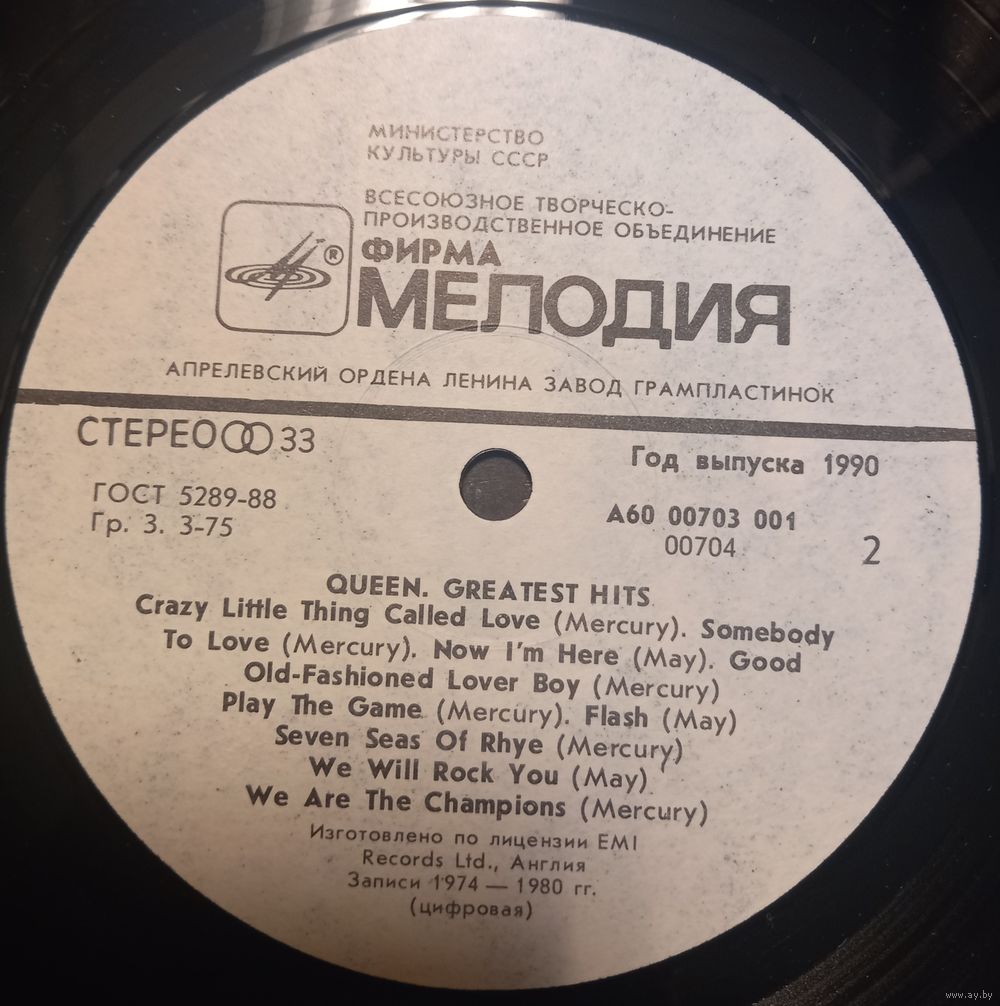 МИНИСТЕРСТВО
КУЛЬТУРЫ СССР
ВСЕСОЮЗНОЕ ТВОРЧЕСКО-
ПРОИЗВОДСТВЕННОЕ ОБЪЕДИНЕНИЕ
®
ФИРМА
МЕЛОДИЯ
АПРЕЛЕВСКИЙ ОРДЕНА ЛЕНИНА ЗАВОД ГРАМПЛАСТИНОК
СТЕРЕО 33
Год выпуска 1990
ГОСТ 5289-88
Гр. 3. 3-75
А60 00703 001
00704
2
QUEEN. GREATEST HITS
Crazy Little Thing Called Love (Mercury). Somebody
To Love (Mercury). Now I'm Here (May). Good
Old-Fashioned Lover Boy (Mercury)
Play The Game (Mercury). Flash (May)
Seven Seas Of Rhye (Mercury)
We Will Rock You (May)
We Are The Champions (Mercury)
Изготовлено по лицензии EMI
Records Ltd., Англия
Записи 1974 — 1980 гг.
(цифровая)
www.ay.by